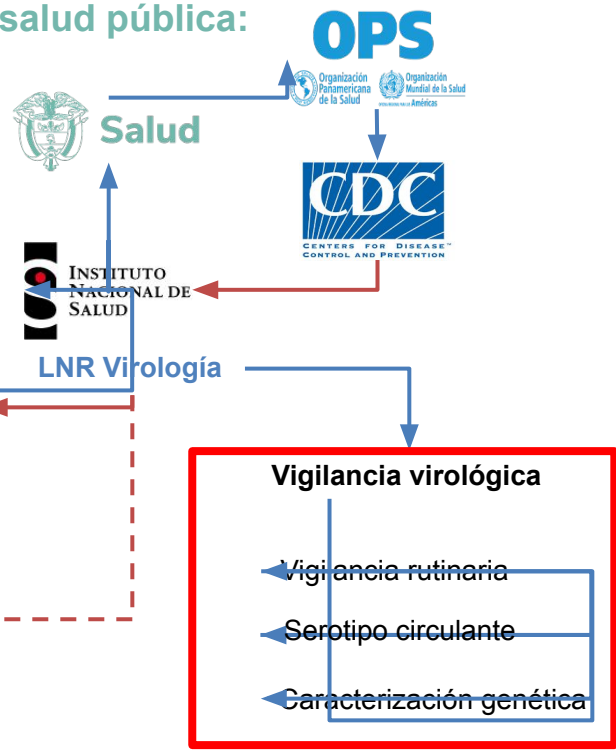 salud pública:
OPS
Organización
Panamericana
de la Salud
Organización
Mundial de la Salud
Américas
Salud
CDC
CENTERS FOR DISEASE™
CONTROL AND PREVENTION
INSTITUTO
NACIONAL DE
SALUD
LNR Virología
Vigilancia virológica
Vigilancia rutinaria
Serotipo circulante
Caracterización genética